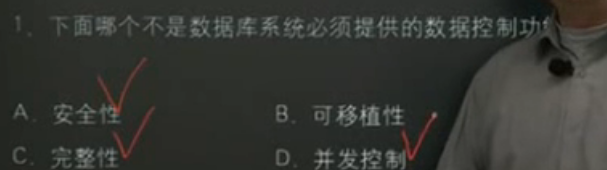 1、下面哪个不是数据库系统必须提供的数据控制功
A. 安全性
B. 可移植性
C. 完整性
D. 并发控制